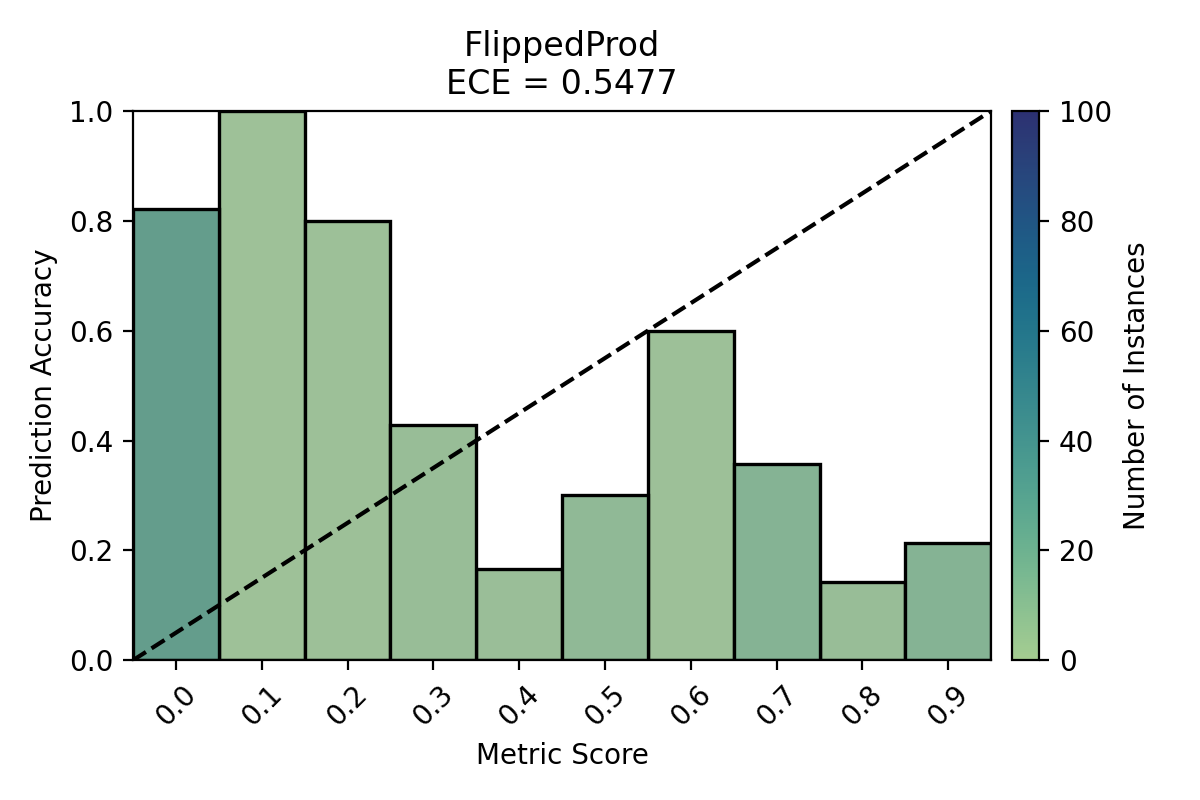 FlippedProd
ECE = 0.5477
Prediction Accuracy
1.0
0.8
0.6
0.4
0.2
0.0
0.0 0.1 0.2 0.3 0.4 0.5 0.6 0.7 0.8 0.9
Metric Score
100
80
60
40
20
0
Number of Instances